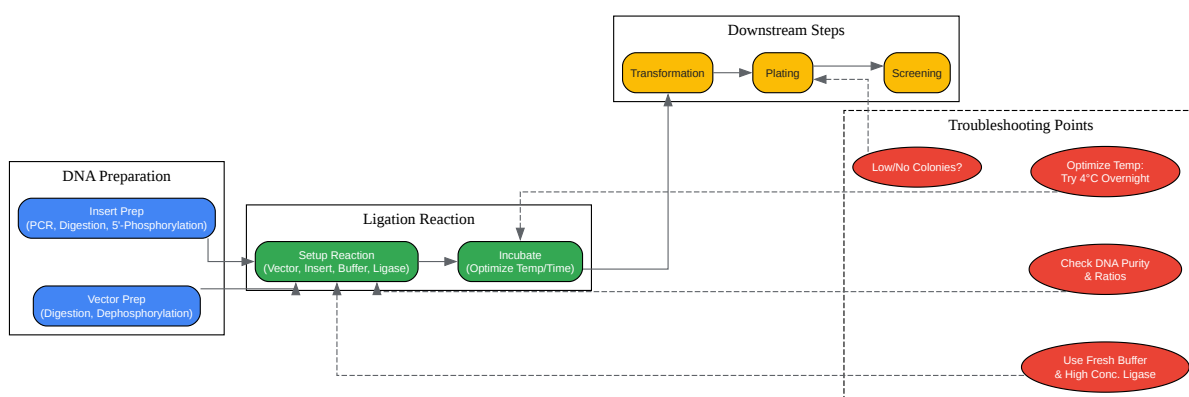 Downstream Steps
Transformation
Plating
Screening
Troubleshooting Points
Low/No Colonies?
Optimize Temp:
Try 4°C Overnight
DNA Preparation
Insert Prep
(PCR, Digestion, 5'-Phosphorylation)
Vector Prep
(Digestion, Dephosphorylation)
Ligation Reaction
Setup Reaction
(Vector, Insert, Buffer, Ligase)
Incubate
(Optimize Temp/Time)
Check DNA Purity
& Ratios
Use Fresh Buffer
& High Conc. Ligase